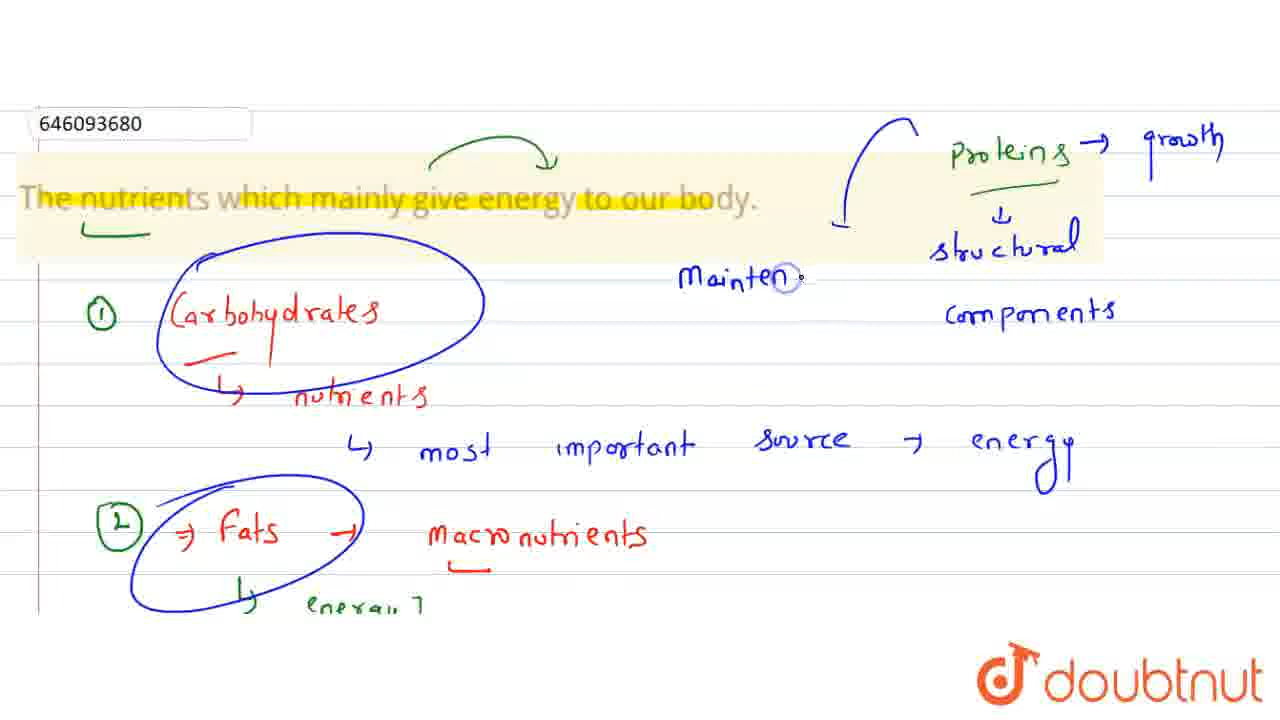 646093680
Proteins → growth
The nutrients which mainly give energy to our body.
structural
Mainten
① Carbohydrates
components
↳ nutrients
↳ most important source → energy
② ⇒ Fats → Macronutrients
↳
doubtnut